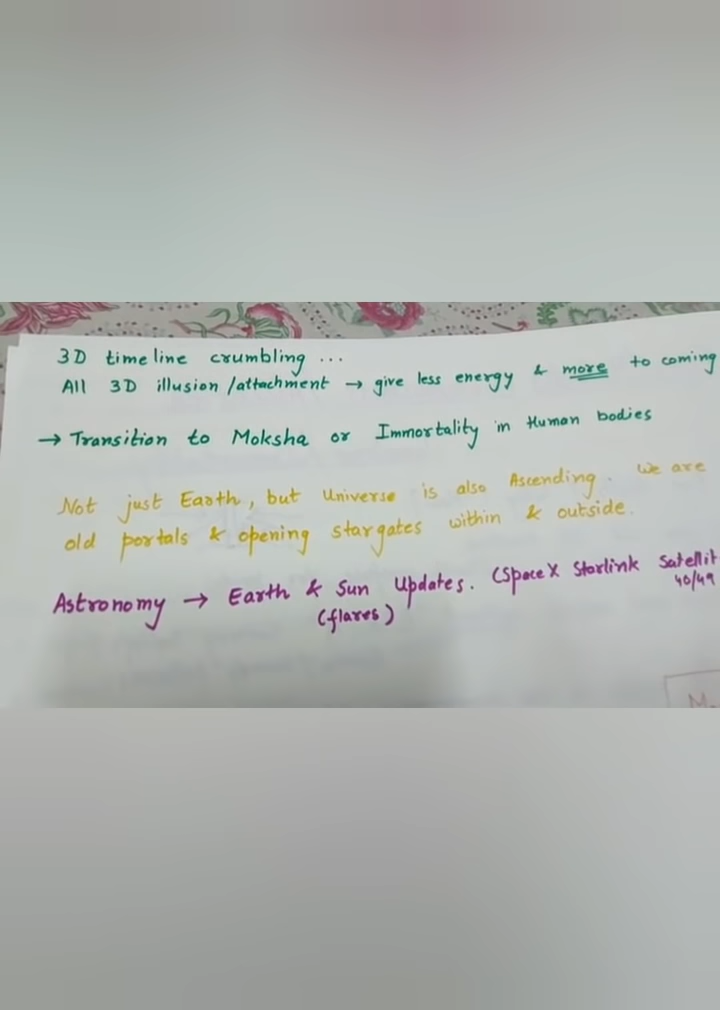 3D timeline crumbling ...
All 3D illusion/attachment → give less energy & more to coming
→ Transition to Moksha or Immortality in Human bodies
Not just Earth, but Universe is also Ascending. We are
old portals & opening stargates within & outside.
Astronomy → Earth & Sun Updates. (SpaceX Starlink Satellit
(flares)
40/49
M